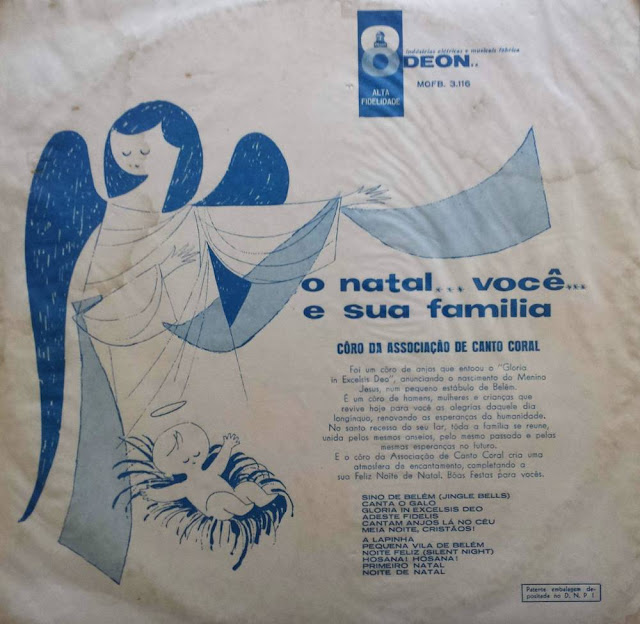 indústrias elétricas e musicais fábrica
ODEON..
ALTA
FIDELIDADE
MOFB. 3.116
o natal... você...
e sua família
CÔRO DA ASSOCIAÇÃO DE CANTO CORAL
Foi um côro de anjos que entoou o "Gloria
in Excelsis Deo", anunciando o nascimento do Menino
Jesus, num pequeno estábulo de Belém.
É um côro de homens, mulheres e crianças que
revive hoje para você as alegrias daquele dia
longínquo, renovando as esperanças da humanidade.
No santo recesso do seu lar, tôda a família se reune,
unida pelos mesmos anseios, pelo mesmo passado e pelas
mesmas esperanças no futuro.
E o côro da Associação de Canto Coral cria uma
atmosfera de encantamento, completando a
sua Feliz Noite de Natal. Bôas Festas para vocês.
SINO DE BELÉM (JINGLE BELLS)
CANTA O GALO
GLORIA IN EXCELSIS DEO
ADESTE FIDELIS
CANTAM ANJOS LÁ NO CÉU
MEIA NOITE, CRISTÃOS!
A LAPINHA
PEQUENA VILA DE BELÉM
NOITE FELIZ (SILENT NIGHT)
HOSANA! HOSANA!
PRIMEIRO NATAL
NOITE DE NATAL
Patente embalagem de-
positada no D. N. P. I.